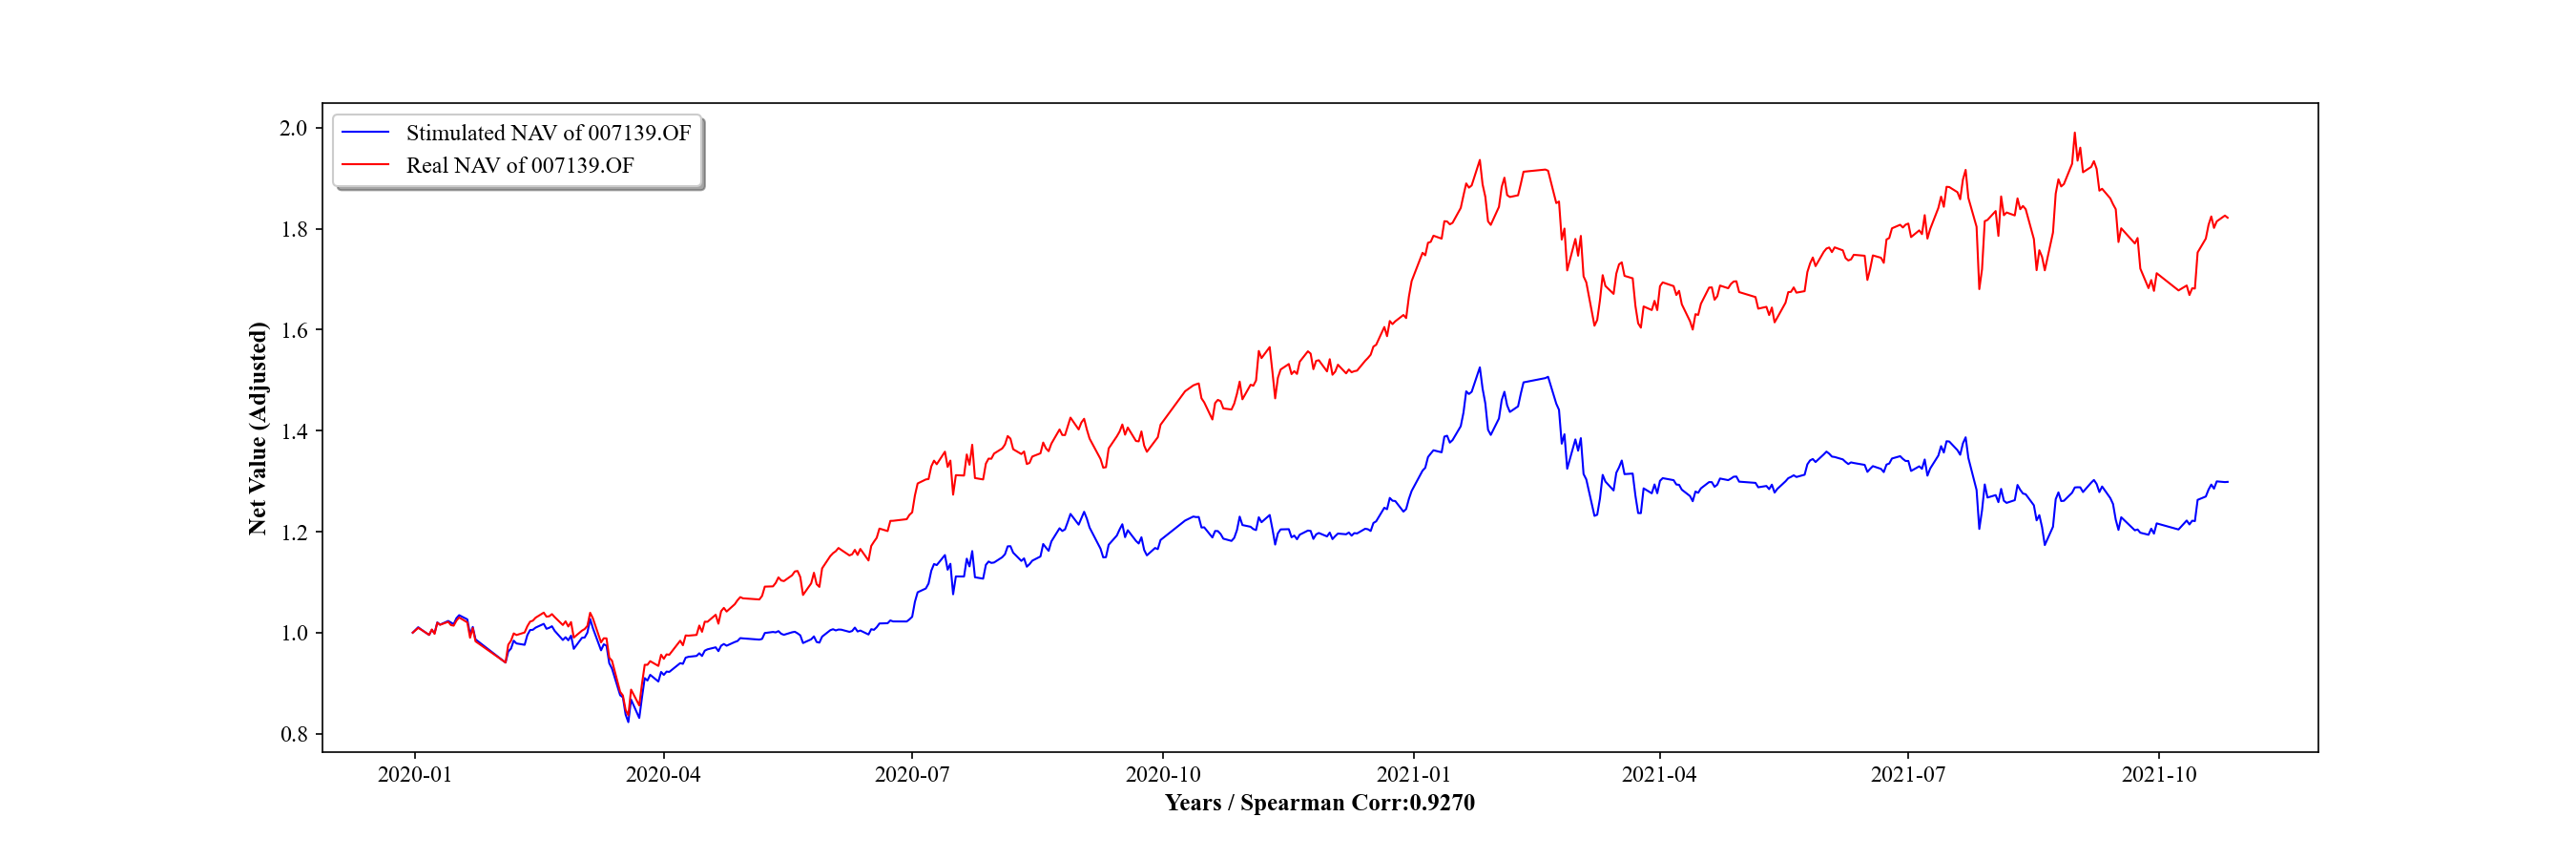 Stimulated NAV of 007139.OF
Real NAV of 007139.OF
Net Value (Adjusted)
2.0
1.8
1.6
1.4
1.2
1.0
0.8
2020-01 2020-04 2020-07 2020-10 2021-01 2021-04 2021-07 2021-10
Years / Spearman Corr:0.9270